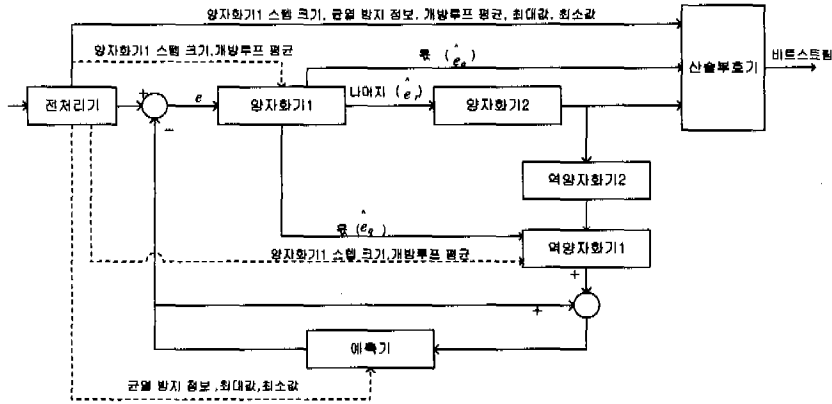 양자화기1 스텝 크기, 균열 방지 정보, 개방루프 평균, 최대값, 최소값
양자화기1 스텝 크기,개방루프 평균
몫 (ê_q)
비트스트림
산술부호기
전처리기
+
−
e
양자화기1
나머지 (ê_r)
양자화기2
역양자화기2
몫 (ê_q)
역양자화기1
양자화기1 스텝 크기,개방루프 평균
+
+
예측기
균열 방지 정보 ,최대값,최소값